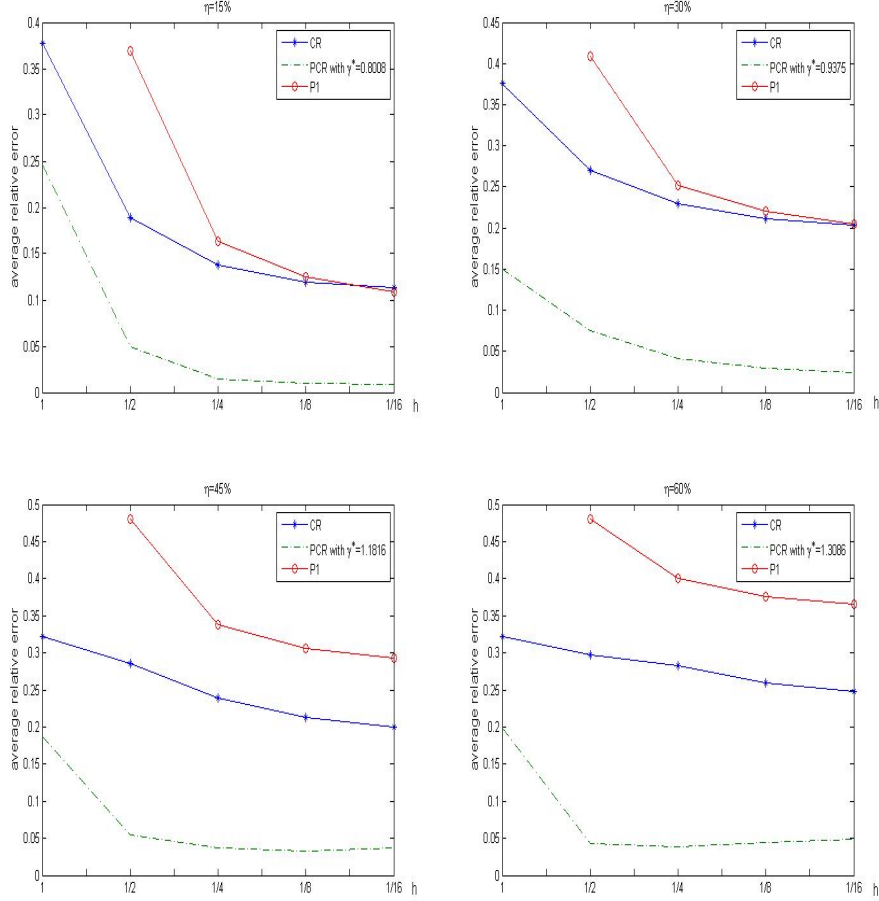 η=15%
0.4
0.35
0.3
0.25
0.2
0.15
0.1
0.05
0
average relative error
CR
PCR with γ*=0.8008
P1
1 1/2 1/4 1/8 1/16 h
η=30%
0.45
0.4
0.35
0.3
0.25
0.2
0.15
0.1
0.05
0
average relative error
CR
PCR with γ*=0.9375
P1
1 1/2 1/4 1/8 1/16 h
η=45%
0.5
0.45
0.4
0.35
0.3
0.25
0.2
0.15
0.1
0.05
0
average relative error
CR
PCR with γ*=1.1816
P1
1 1/2 1/4 1/8 1/16 h
η=60%
0.5
0.45
0.4
0.35
0.3
0.25
0.2
0.15
0.1
0.05
0
average relative error
CR
PCR with γ*=1.3086
P1
1 1/2 1/4 1/8 1/16 h